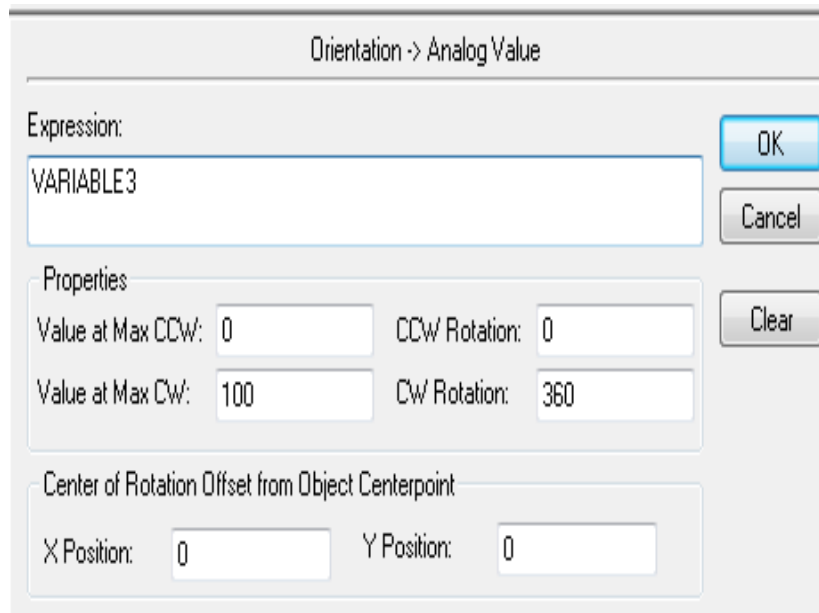 Orientation -> Analog Value
Expression:
OK
VARIABLE3
Cancel
Properties
Clear
Value at Max CCW: 0 CCW Rotation: 0
Value at Max CW: 100 CW Rotation: 360
Center of Rotation Offset from Object Centerpoint
X Position: 0 Y Position: 0